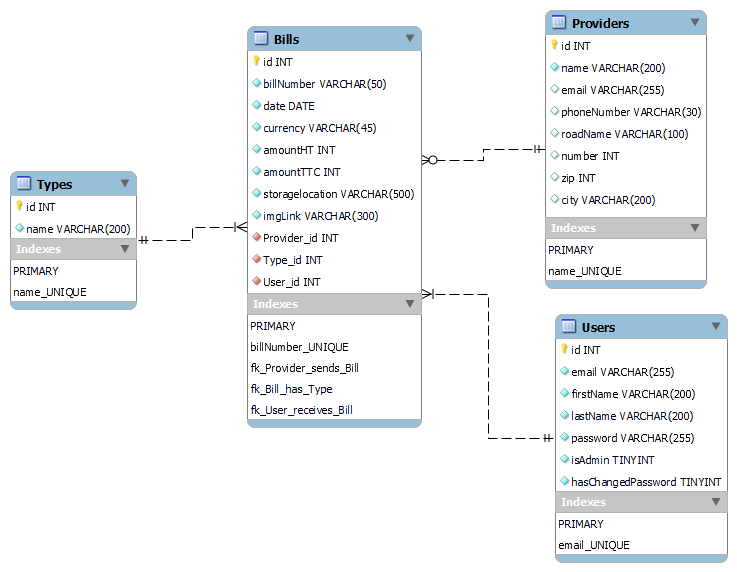 Types
id INT
name VARCHAR(200)
Indexes
PRIMARY
name_UNIQUE
Bills
id INT
billNumber VARCHAR(50)
date DATE
currency VARCHAR(45)
amountHT INT
amountTTC INT
storagelocation VARCHAR(500)
imgLink VARCHAR(300)
Provider_id INT
Type_id INT
User_id INT
Indexes
PRIMARY
billNumber_UNIQUE
fk_Provider_sends_Bill
fk_Bill_has_Type
fk_User_receives_Bill
Providers
id INT
name VARCHAR(200)
email VARCHAR(255)
phoneNumber VARCHAR(30)
roadName VARCHAR(100)
number INT
zip INT
city VARCHAR(200)
Indexes
PRIMARY
name_UNIQUE
Users
id INT
email VARCHAR(255)
firstName VARCHAR(200)
lastName VARCHAR(200)
password VARCHAR(255)
isAdmin TINYINT
hasChangedPassword TINYINT
Indexes
PRIMARY
email_UNIQUE